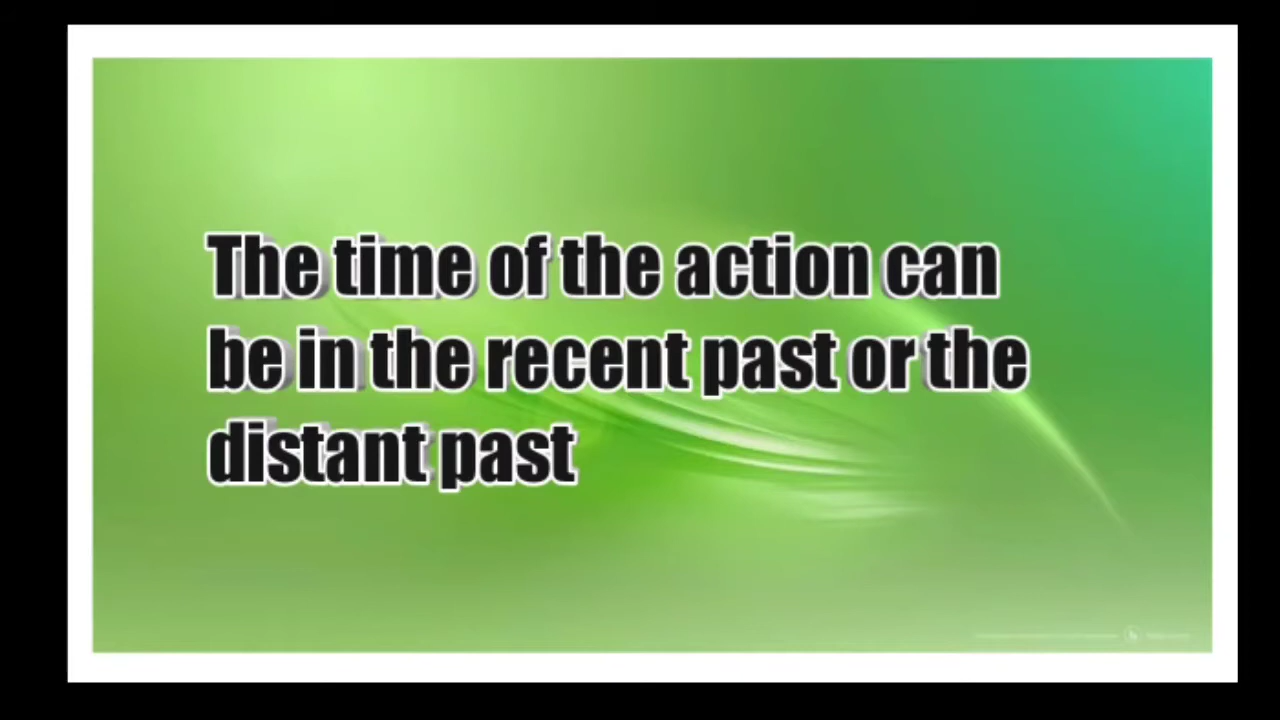 The time of the action can
be in the recent past or the
distant past